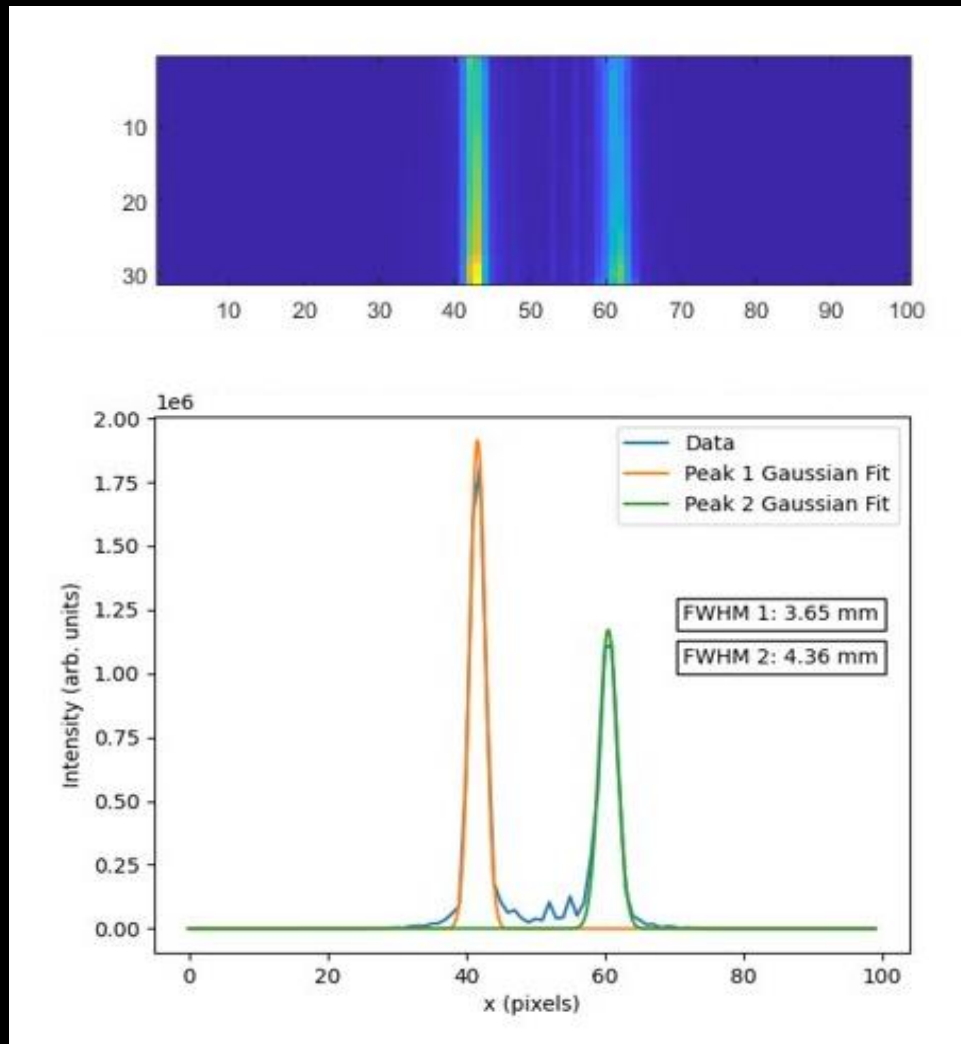 10
20
30
10 20 30 40 50 60 70 80 90 100
1e6
2.00
1.75
1.50
1.25
1.00
0.75
0.50
0.25
0.00
Intensity (arb. units)
Data
Peak 1 Gaussian Fit
Peak 2 Gaussian Fit
FWHM 1: 3.65 mm
FWHM 2: 4.36 mm
0 20 40 60 80 100
x (pixels)